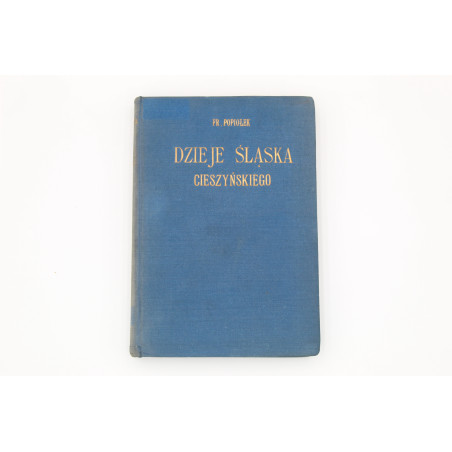 FR. POPIOŁEK
DZIEJE ŚLĄSKA
CIESZYŃSKIEGO